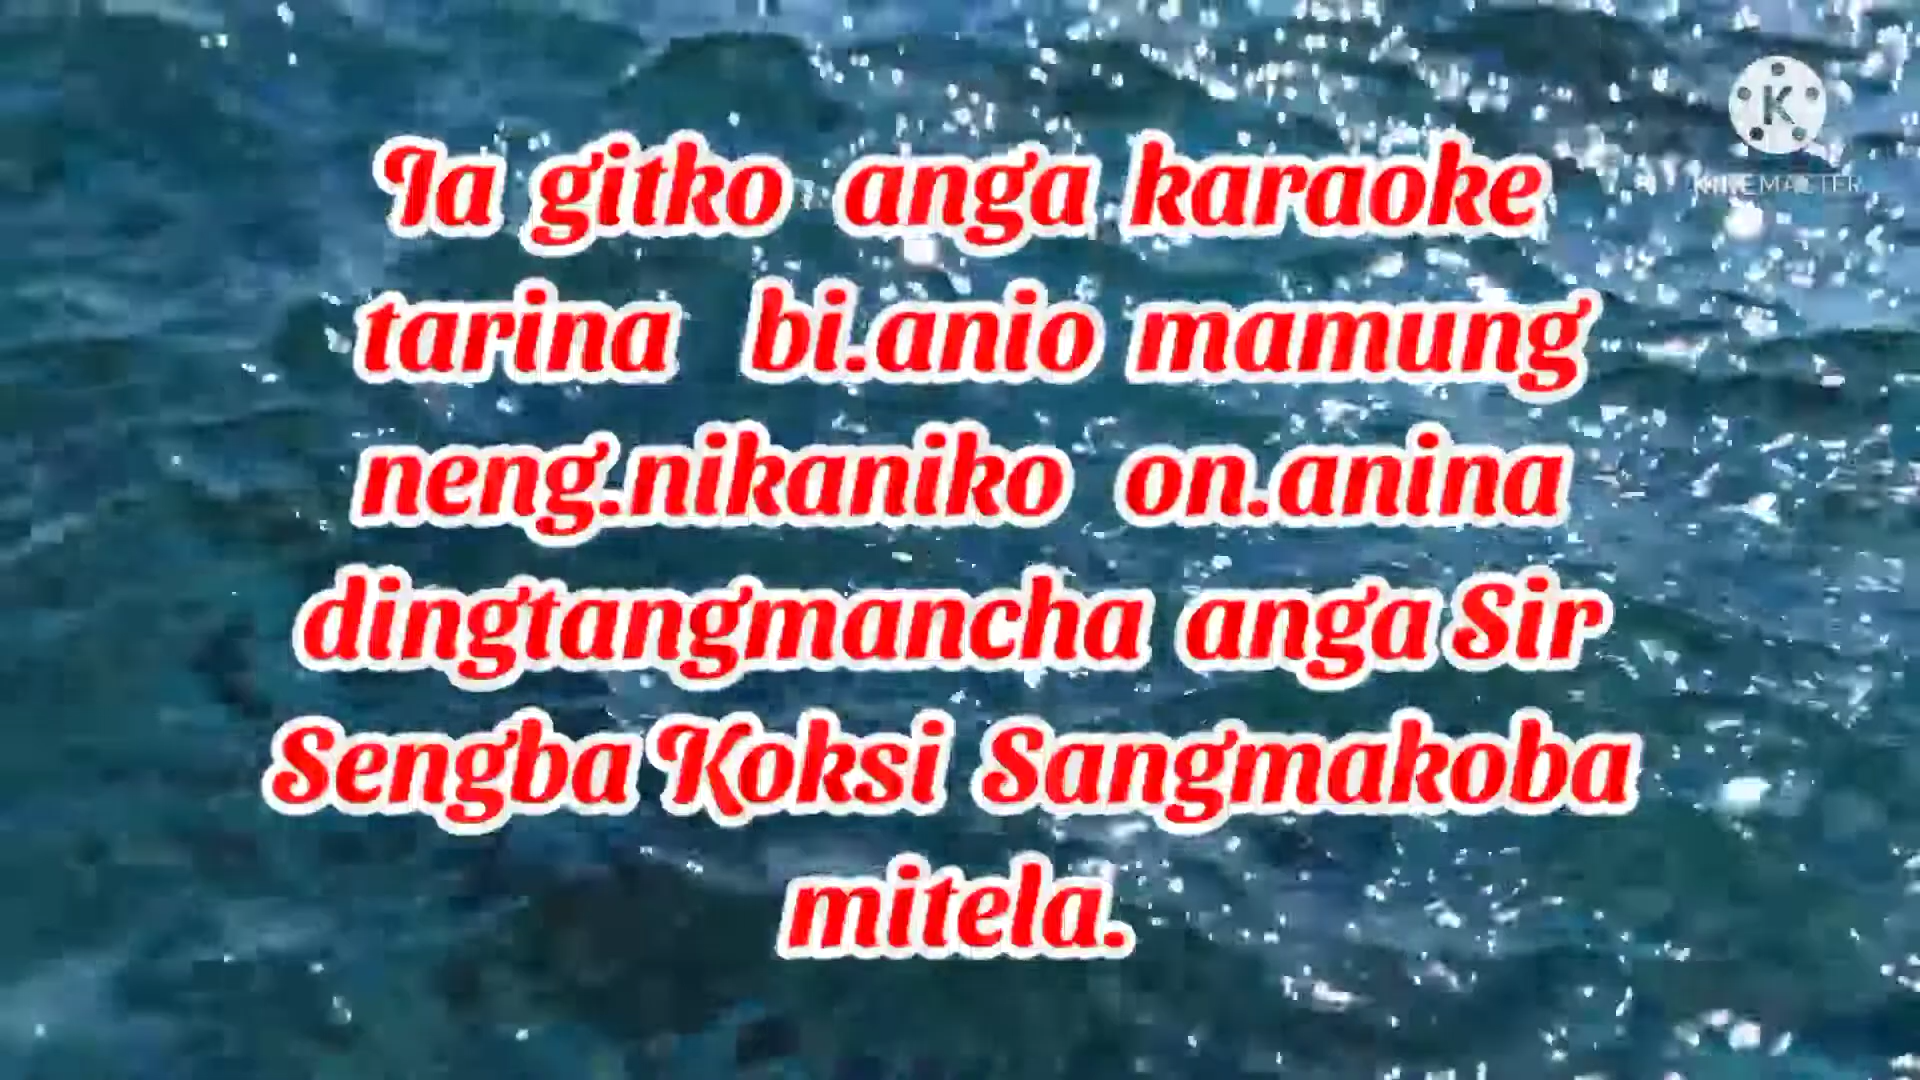 Ia gitko anga karaoke
tarina bi.anio mamung
neng.nikaniko on.anina
dingtangmancha anga Sir
Sengba Koksi Sangmakoba
mitela.
K
KINEMASTER